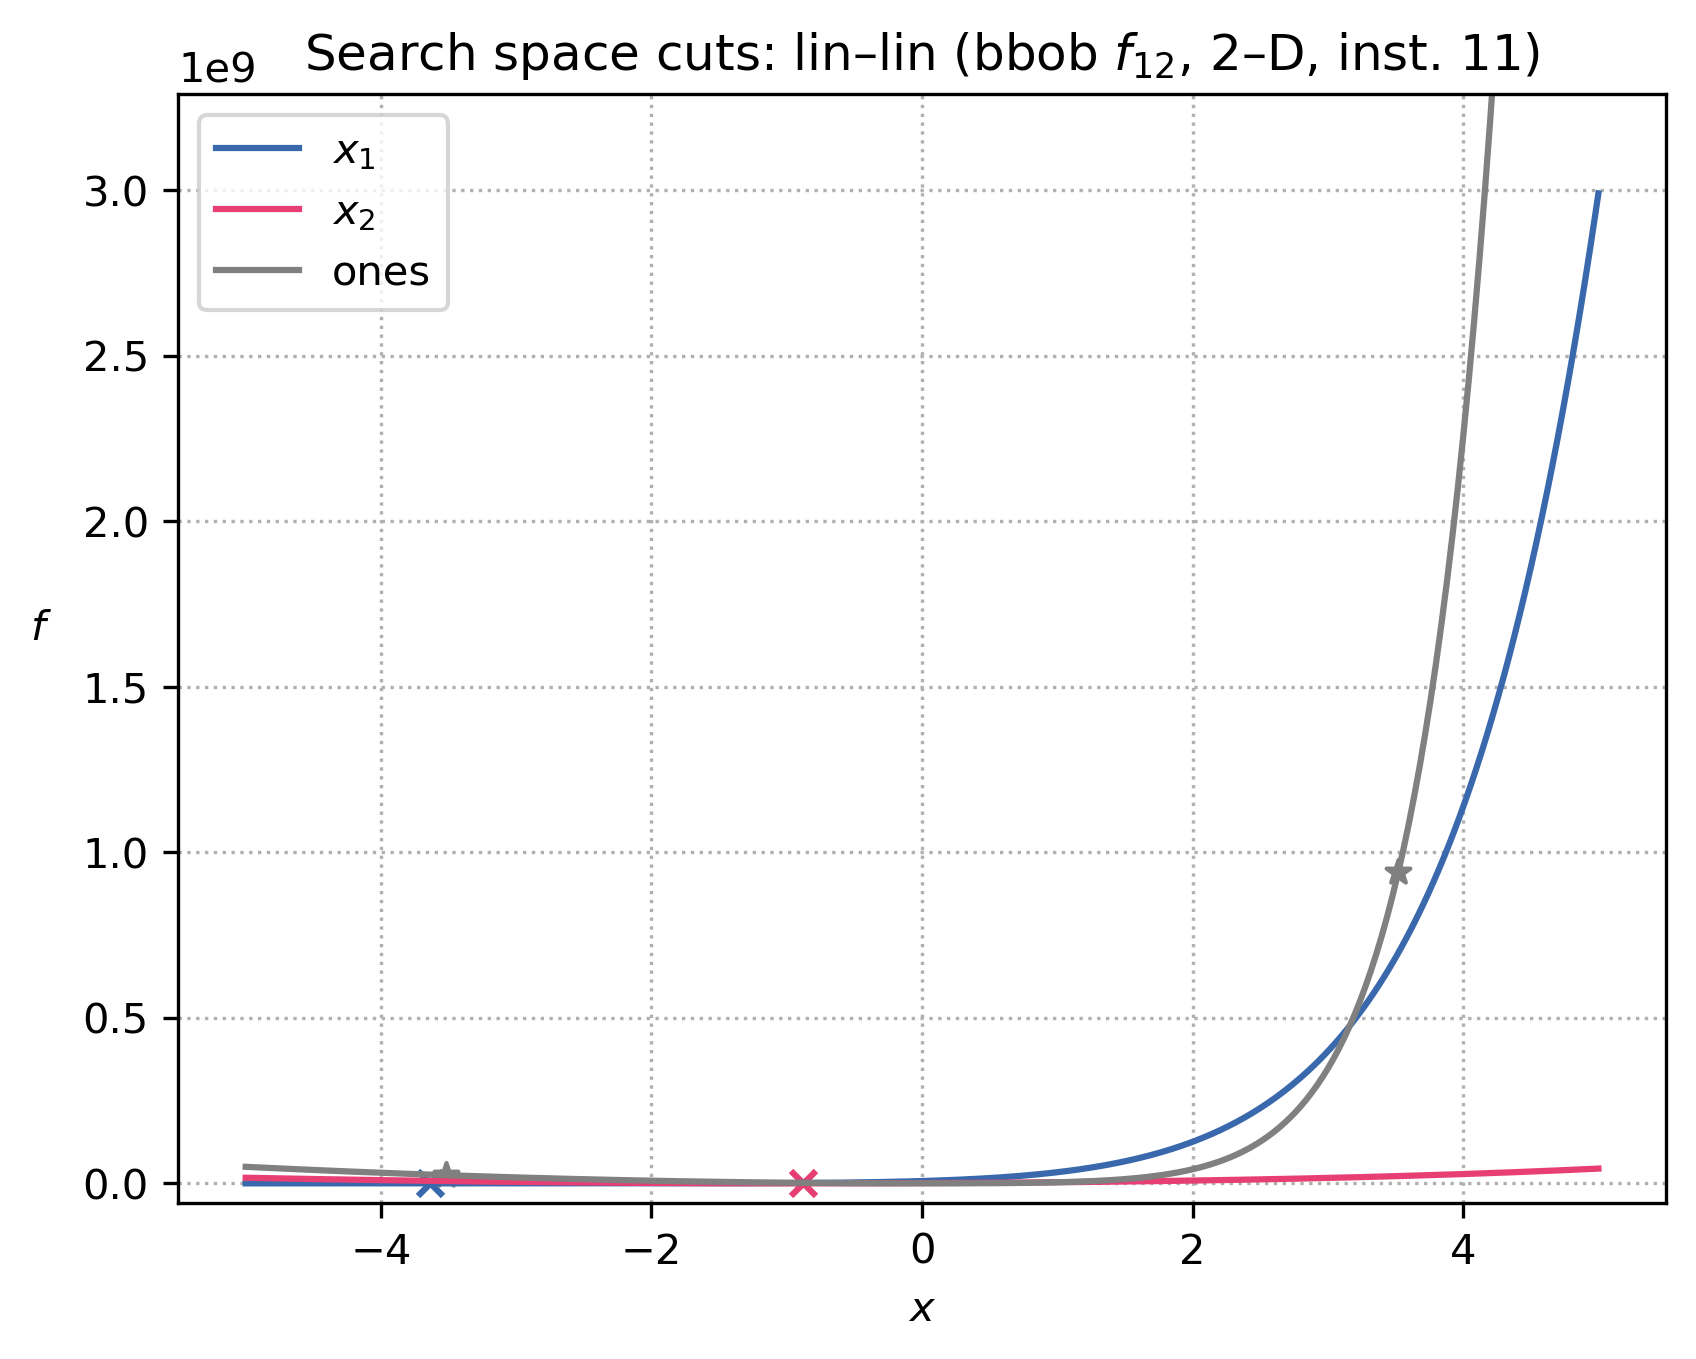 Search space cuts: lin–lin (bbob f₁₂, 2–D, inst. 11)
1e9
x₁
x₂
ones
3.0
2.5
2.0
1.5
1.0
0.5
0.0
f
−4 −2 0 2 4
x